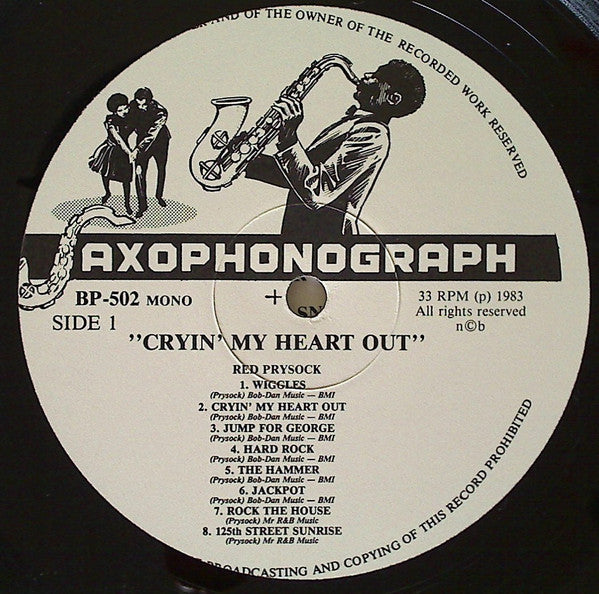 AND OF THE OWNER OF THE RECORDED WORK RESERVED
SAXOPHONOGRAPH
BP-502 MONO
SIDE 1
33 RPM (p) 1983
All rights reserved
n©b
"CRYIN' MY HEART OUT"
RED PRYSOCK
1. WIGGLES
(Prysock) Bob-Dan Music — BMI
2. CRYIN' MY HEART OUT
(Prysock) Bob-Dan Music — BMI
3. JUMP FOR GEORGE
(Prysock) Bob-Dan Music — BMI
4. HARD ROCK
(Prysock) Bob-Dan Music — BMI
5. THE HAMMER
(Prysock) Bob-Dan Music — BMI
6. JACKPOT
(Prysock) Bob-Dan Music — BMI
7. ROCK THE HOUSE
(Prysock) Mr R&B Music
8. 125th STREET SUNRISE
(Prysock) Mr R&B Music
BROADCASTING AND COPYING OF THIS RECORD PROHIBITED